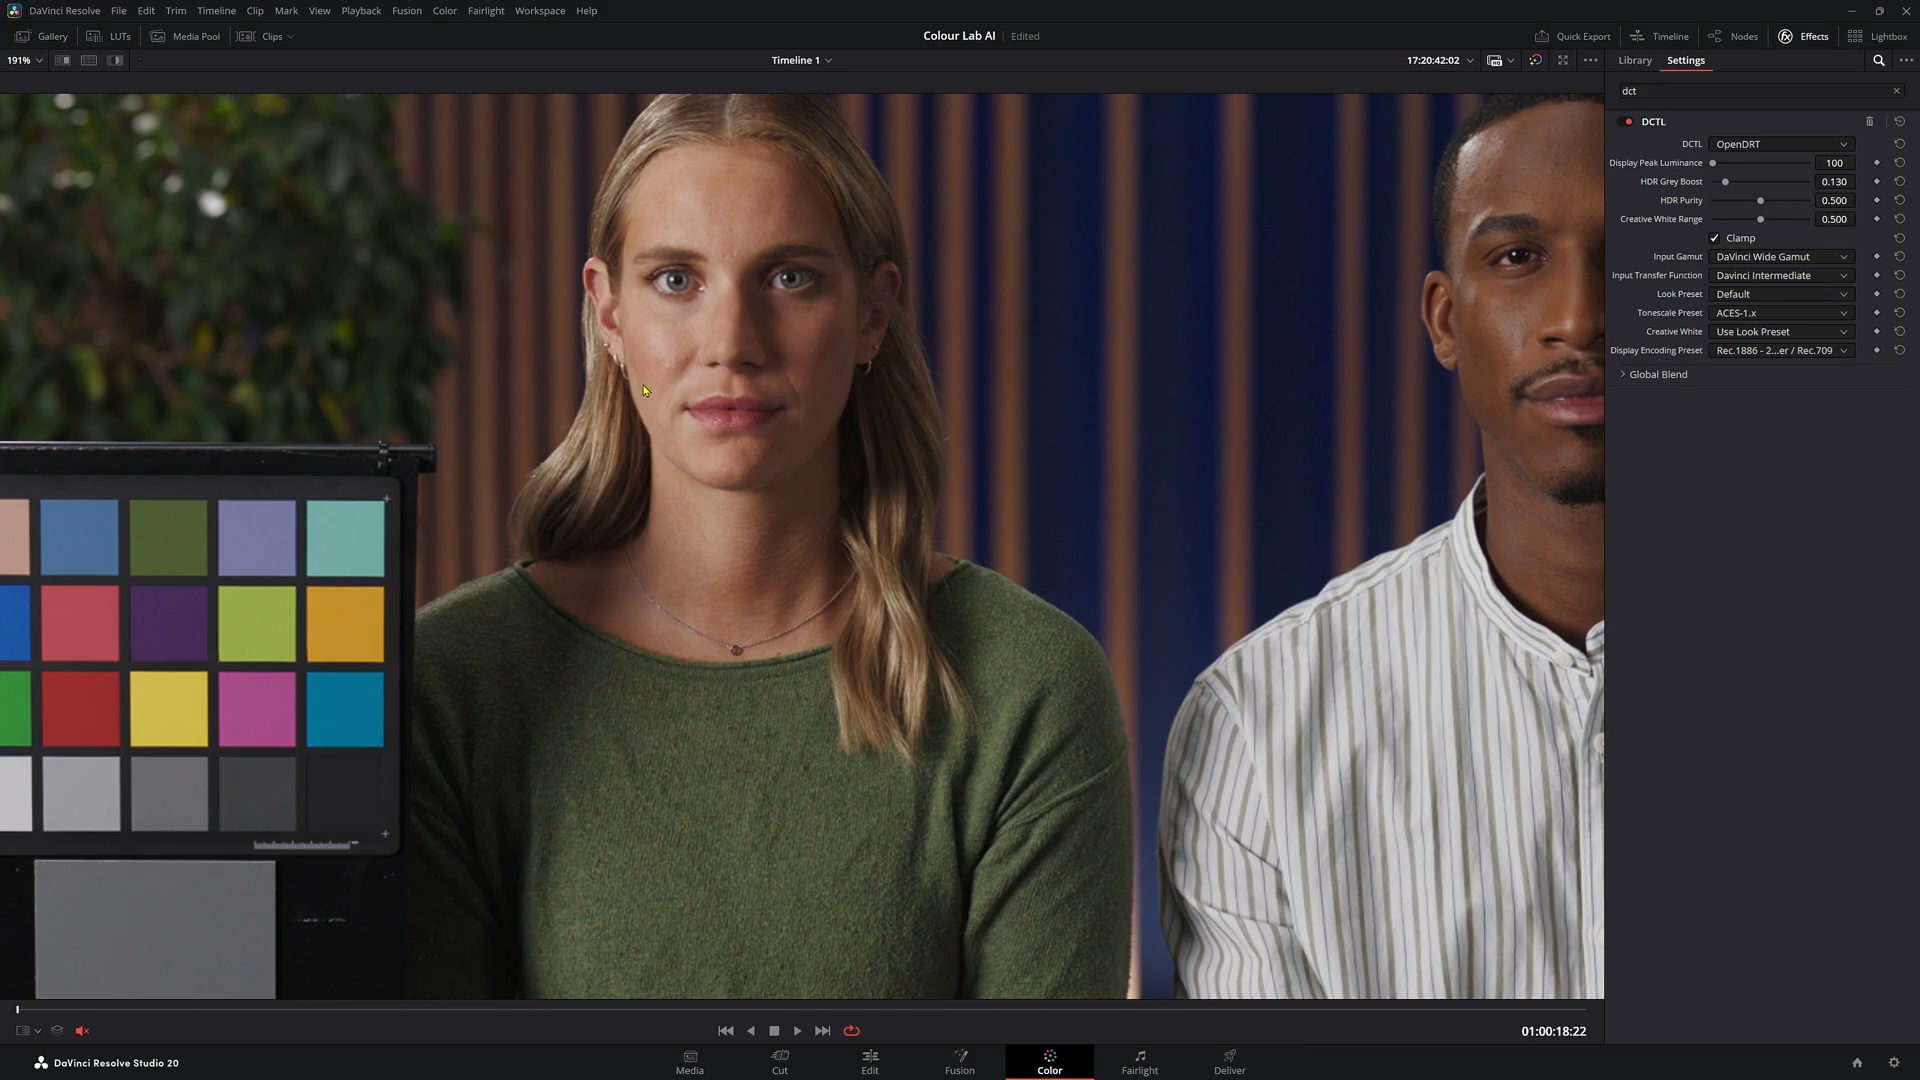 DaVinci Resolve File Edit Trim Timeline Clip Mark View Playback Fusion Color Fairlight Workspace Help
Gallery LUTs Media Pool Clips Colour Lab AI Edited Quick Export Timeline Nodes Effects Lightbox
191% Timeline 1 17:20:42:02 Library Settings
dct
DCTL
DCTL OpenDRT
Display Peak Luminance 100
HDR Grey Boost 0.130
HDR Purity 0.500
Creative White Range 0.500
Clamp
Input Gamut DaVinci Wide Gamut
Input Transfer Function Davinci Intermediate
Look Preset Default
Tonescale Preset ACES-1.x
Creative White Use Look Preset
Display Encoding Preset Rec.1886 - 2...er / Rec.709
Global Blend
01:00:18:22
DaVinci Resolve Studio 20
Media Cut Edit Fusion Color Fairlight Deliver